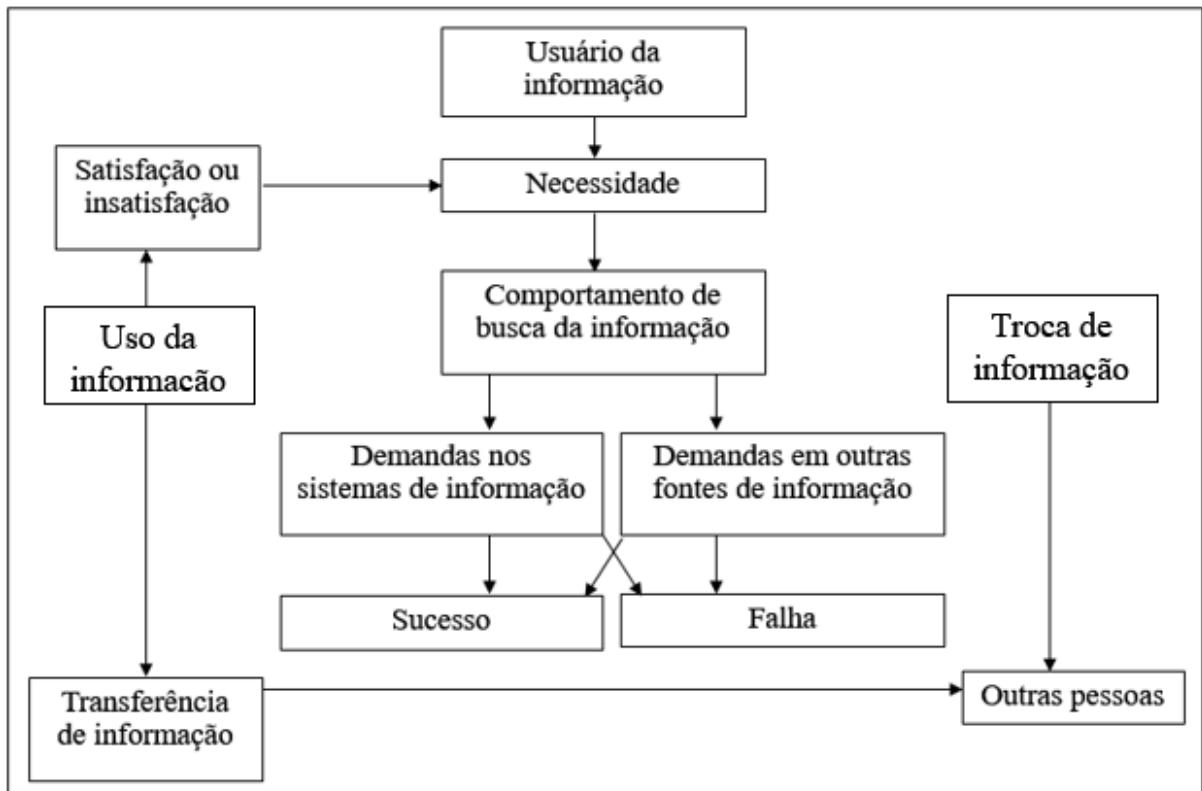 Usuário da
informação
Satisfação ou
insatisfação
Necessidade
Comportamento de
busca da informação
Uso da
informacão
Troca de
informação
Demandas nos
sistemas de informação
Demandas em outras
fontes de informação
Sucesso
Falha
Transferência
de informação
Outras pessoas